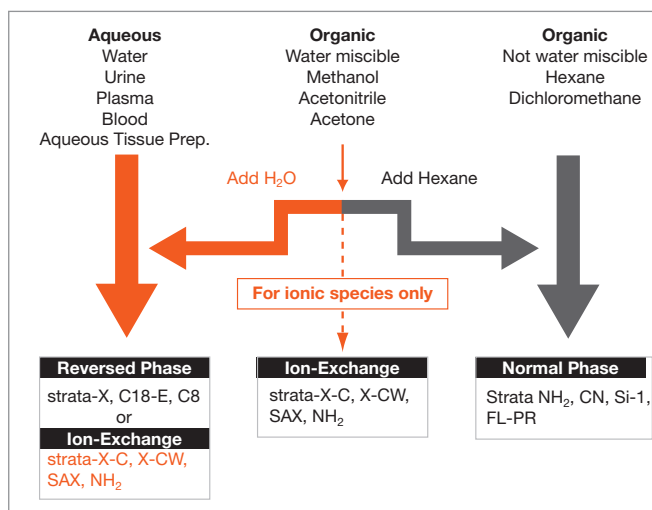 Aqueous
Water
Urine
Plasma
Blood
Aqueous Tissue Prep.
Organic
Water miscible
Methanol
Acetonitrile
Acetone
Organic
Not water miscible
Hexane
Dichloromethane
Add H₂O
Add Hexane
For ionic species only
Reversed Phase
strata-X, C18-E, C8
or
Ion-Exchange
strata-X-C, X-CW,
SAX, NH₂
Ion-Exchange
strata-X-C, X-CW,
SAX, NH₂
Normal Phase
Strata NH₂, CN, Si-1,
FL-PR